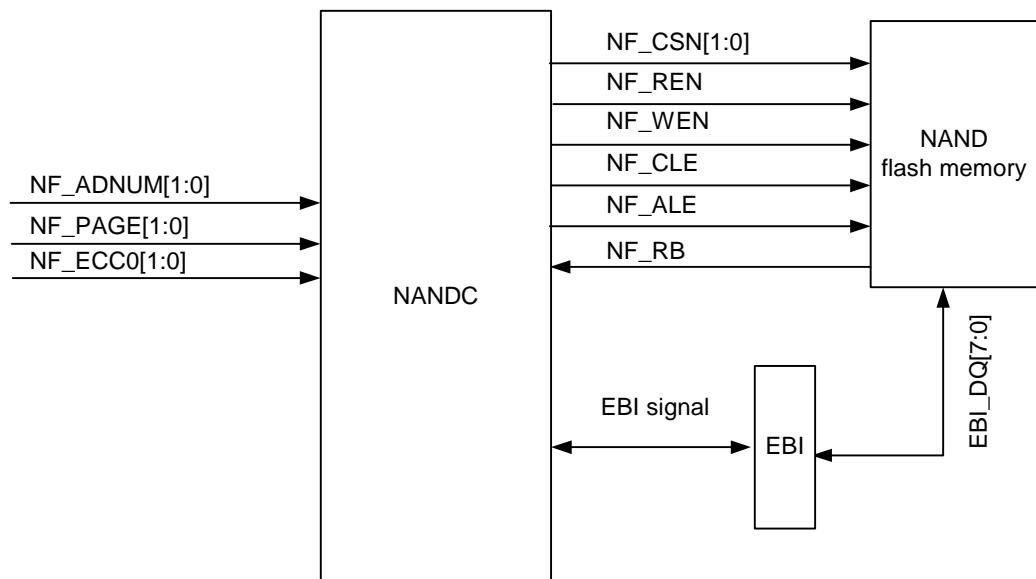 NF_CSN[1:0]
NF_REN
NF_WEN
NF_CLE
NF_ALE
NF_RB
NAND
flash memory
NF_ADNUM[1:0]
NF_PAGE[1:0]
NF_ECC0[1:0]
NANDC
EBI signal
EBI
EBI_DQ[7:0]